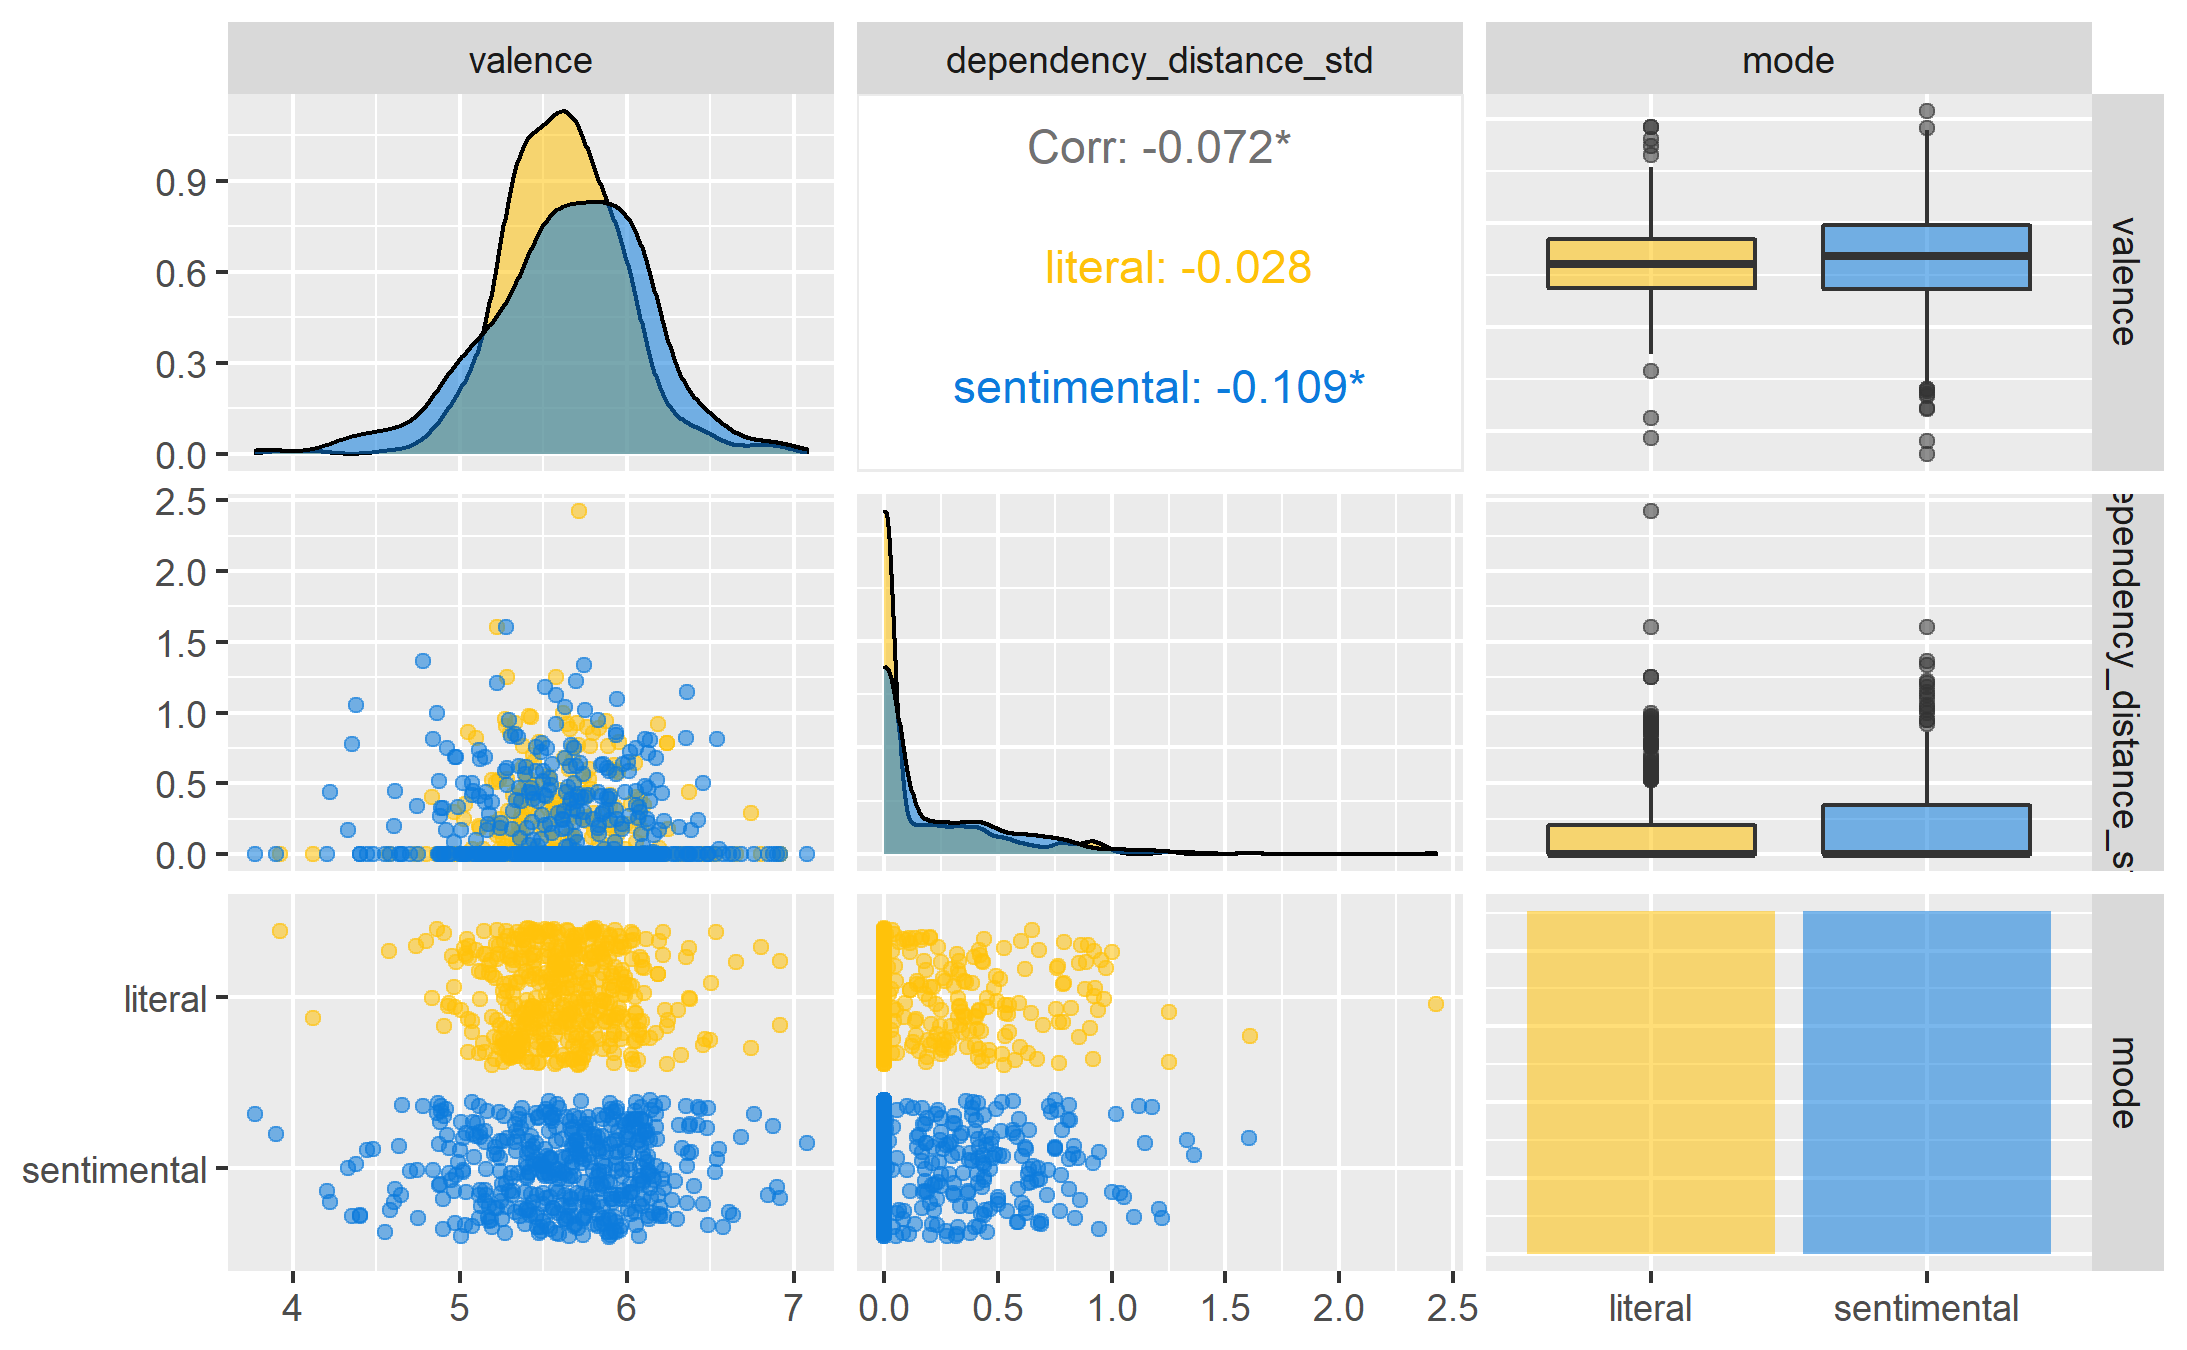 valence
dependency_distance_std
mode
0.9
0.6
0.3
0.0
Corr: -0.072*
literal: -0.028
sentimental: -0.109*
valence
2.5
2.0
1.5
1.0
0.5
0.0
ependency_distance_s
literal
sentimental
mode
4 5 6 7
0.0 0.5 1.0 1.5 2.0 2.5
literal sentimental